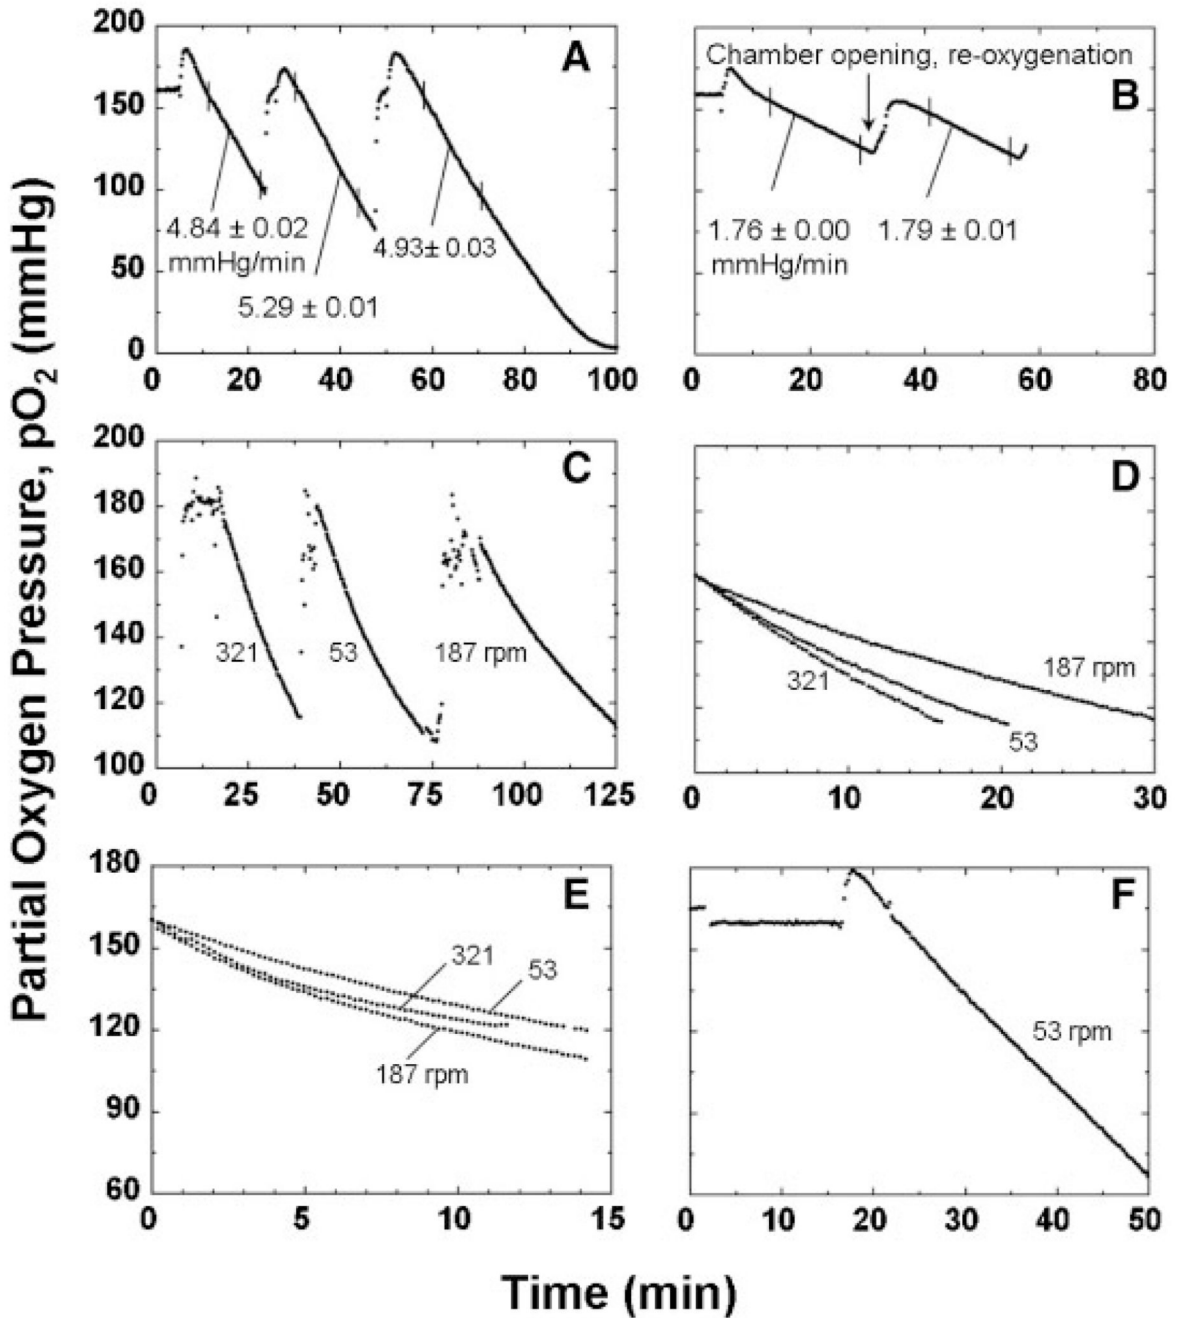 Partial Oxygen Pressure, pO2 (mmHg)
200
150
100
50
0
A
4.84 ± 0.02
mmHg/min
5.29 ± 0.01
4.93± 0.03
0 20 40 60 80 100
Chamber opening, re-oxygenation
B
1.76 ± 0.00
mmHg/min
1.79 ± 0.01
0 20 40 60 80
200
180
160
140
120
100
C
321
53
187 rpm
0 25 50 75 100 125
D
187 rpm
321
53
0 10 20 30
180
150
120
90
60
E
321
53
187 rpm
0 5 10 15
F
53 rpm
0 10 20 30 40 50
Time (min)